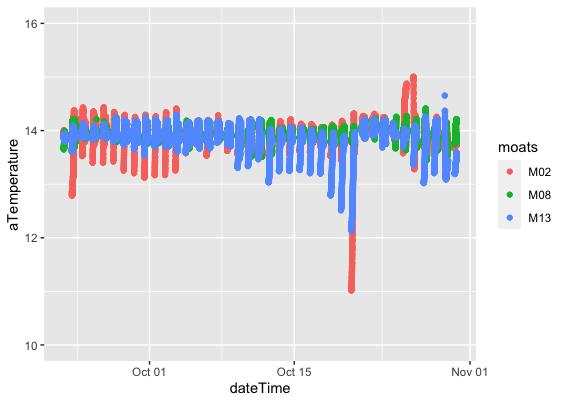 16
14
12
10
aTemperature
Oct 01
Oct 15
Nov 01
dateTime
moats
M02
M08
M13